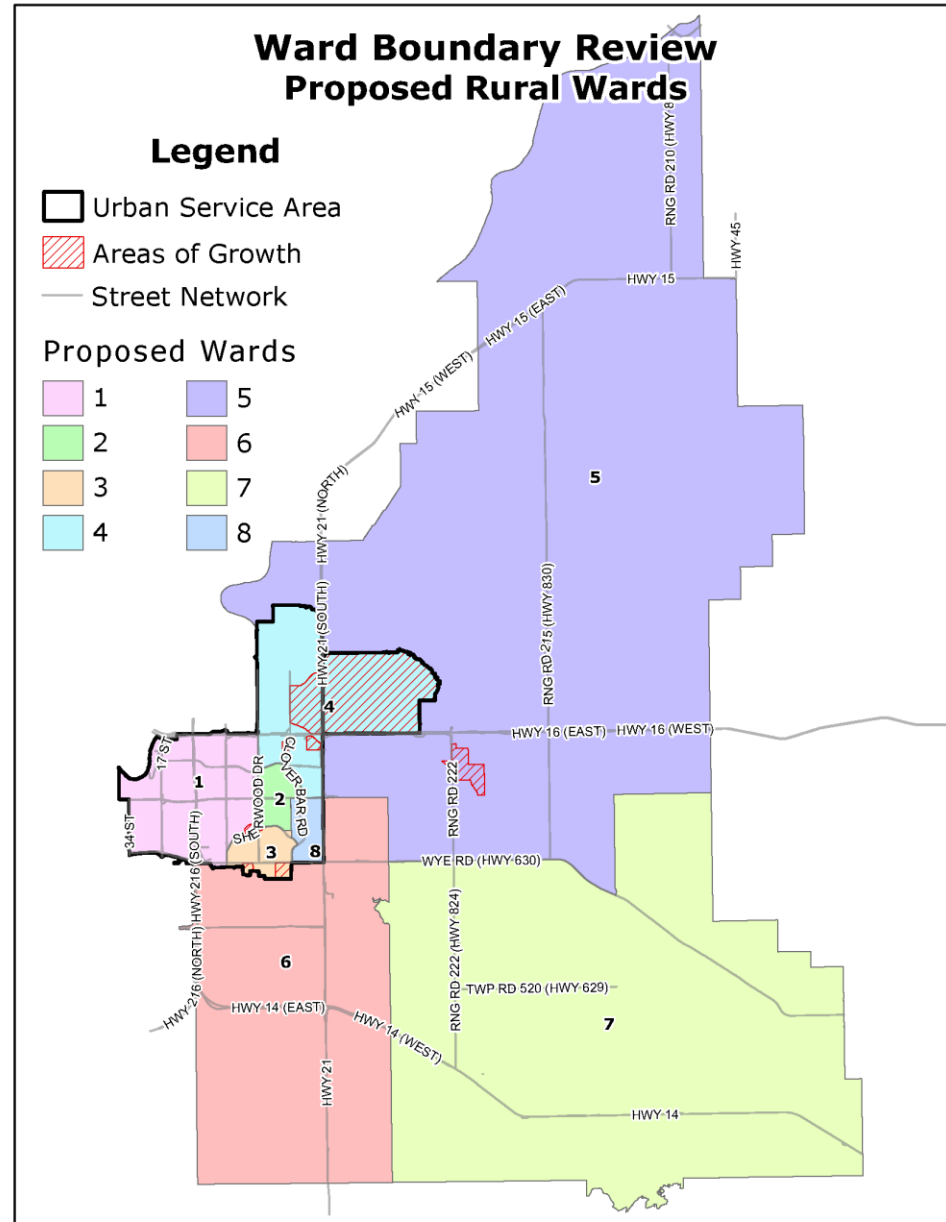 Ward Boundary Review
Proposed Rural Wards
Legend
Urban Service Area
Areas of Growth
Street Network
Proposed Wards
1
5
2
6
3
7
4
8
RNG RD 210 (HWY 8
HWY 45
HWY 15
HWY 15 (EAST)
HWY 15 (WEST)
HWY 21 (NORTH)
5
RNG RD 215 (HWY 830)
HWY 21 (SOUTH)
4
HWY 16 (EAST)
HWY 16 (WEST)
17 ST
1
CLOVER BAR RD
RNG RD 222
2
34 ST
SHERWOOD DR
3
8
WYE RD (HWY 630)
HWY 216 (SOUTH)
HWY 216 (NORTH)
6
RNG RD 222 (HWY 824)
TWP RD 520 (HWY 629)
7
HWY 14 (EAST)
HWY 14 (WEST)
HWY 21
HWY 14